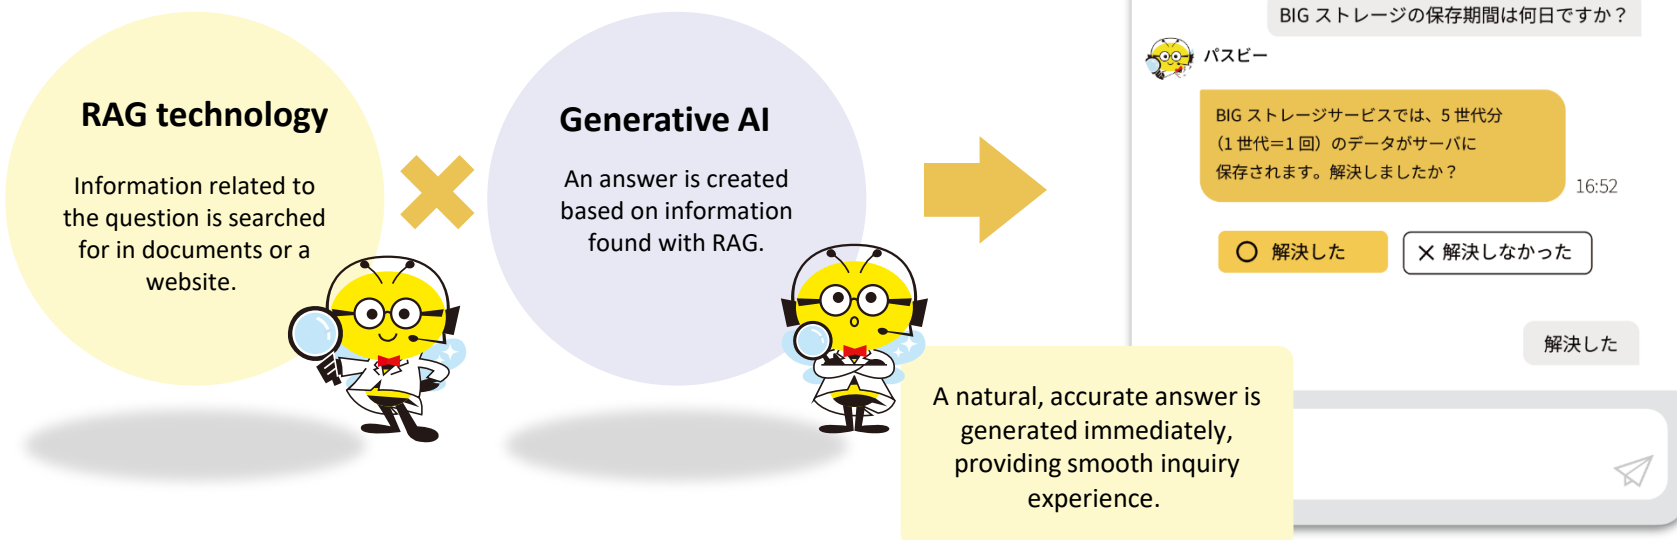 RAG technology
Information related to
the question is searched
for in documents or a
website.
Generative AI
An answer is created
based on information
found with RAG.
A natural, accurate answer is
generated immediately,
providing smooth inquiry
experience.
BIG ストレージの保存期間は何日ですか？
パスビー
BIG ストレージサービスでは、5 世代分
（1 世代＝1 回）のデータがサーバに
保存されます。解決しましたか？
16:52
解決した
解決しなかった
解決した